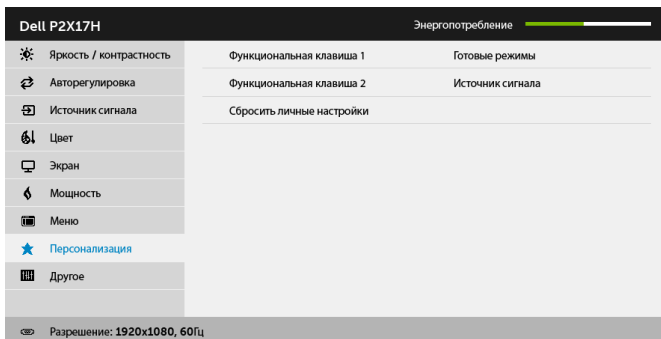 Dell P2X17H Энергопотребление
Яркость / контрастность Функциональная клавиша 1 Готовые режимы
Авторегулировка Функциональная клавиша 2 Источник сигнала
Источник сигнала Сбросить личные настройки
Цвет
Экран
Мощность
Меню
Персонализация
Другое
Разрешение: 1920x1080, 60Гц